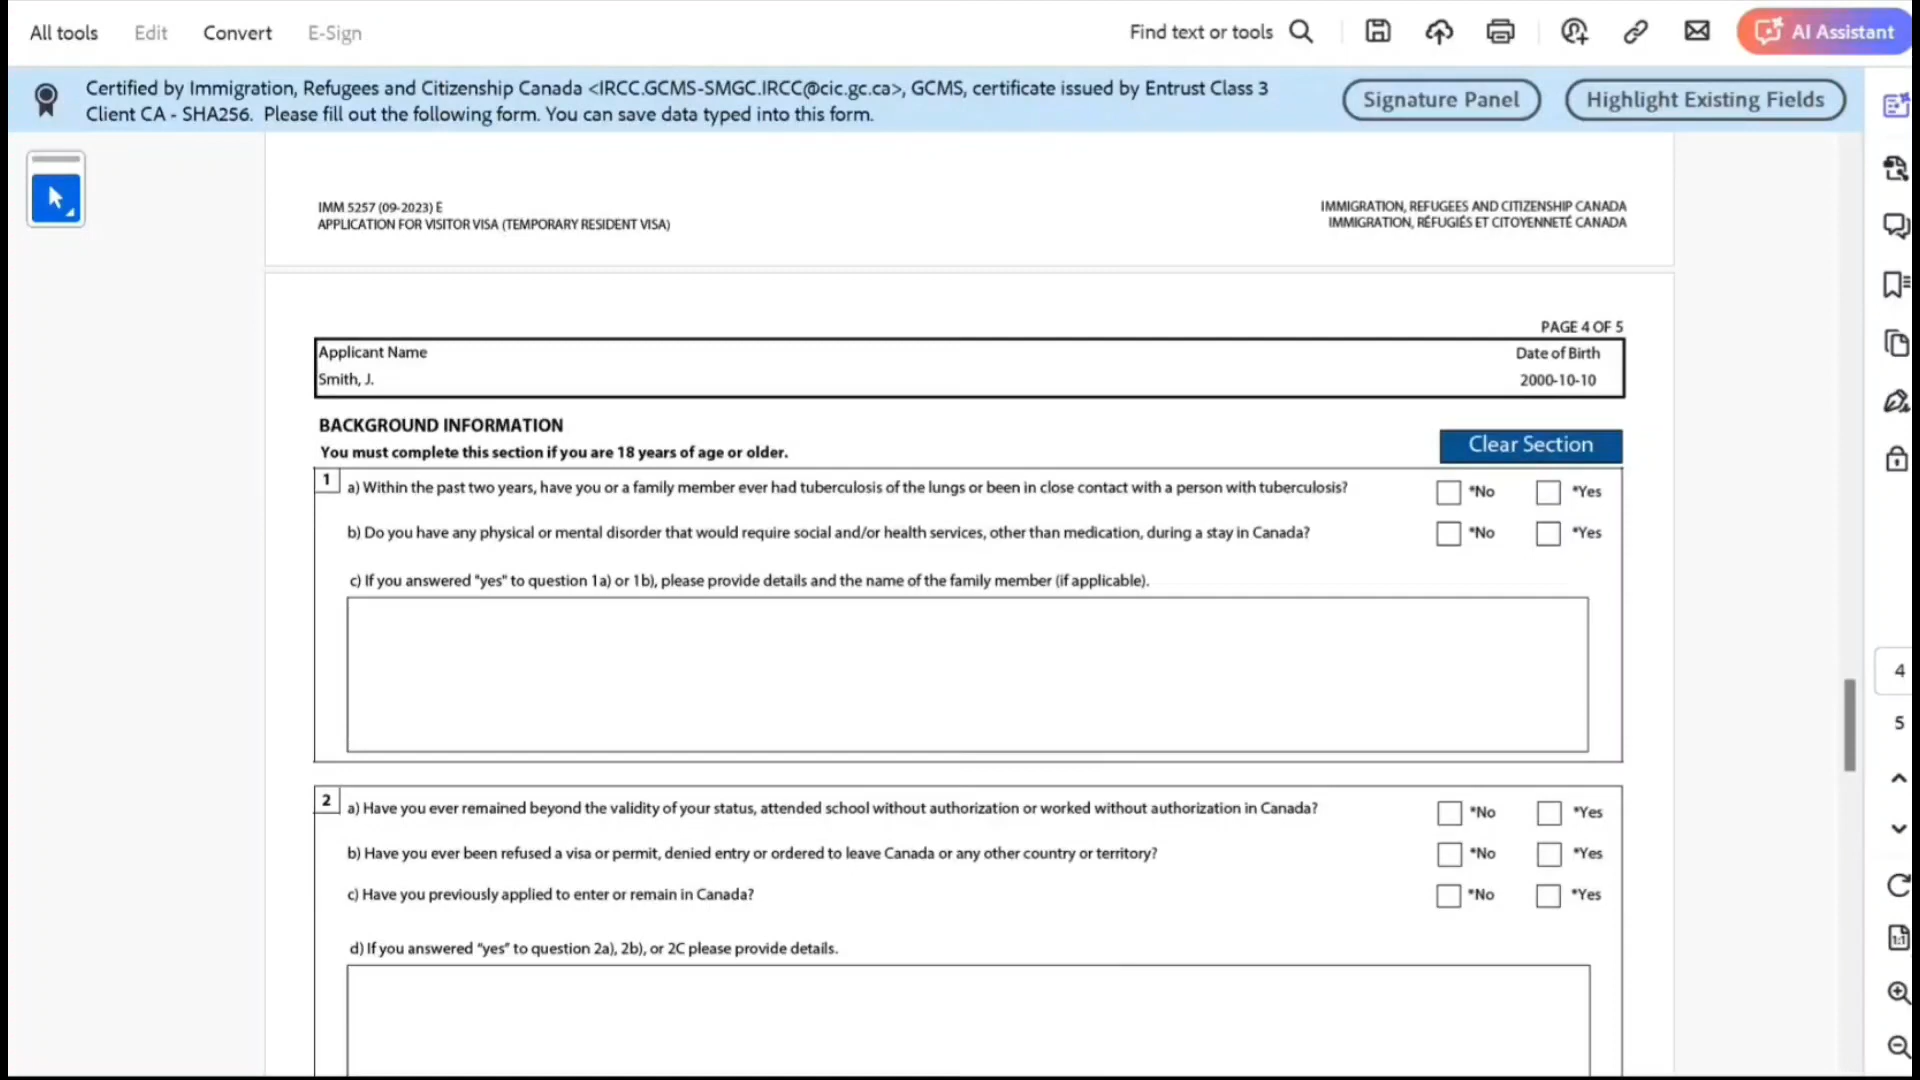 All tools Edit Convert E-Sign Find text or tools AI Assistant
Certified by Immigration, Refugees and Citizenship Canada <IRCC.GCMS-SMGC.IRCC@cic.gc.ca>, GCMS, certificate issued by Entrust Class 3
Client CA - SHA256. Please fill out the following form. You can save data typed into this form.
Signature Panel Highlight Existing Fields
IMM 5257 (09-2023) E
APPLICATION FOR VISITOR VISA (TEMPORARY RESIDENT VISA)
IMMIGRATION, REFUGEES AND CITIZENSHIP CANADA
IMMIGRATION, RÉFUGIÉS ET CITOYENNETÉ CANADA
PAGE 4 OF 5
Applicant Name Date of Birth
Smith, J. 2000-10-10
BACKGROUND INFORMATION
Clear Section
You must complete this section if you are 18 years of age or older.
1 a) Within the past two years, have you or a family member ever had tuberculosis of the lungs or been in close contact with a person with tuberculosis? *No *Yes
b) Do you have any physical or mental disorder that would require social and/or health services, other than medication, during a stay in Canada? *No *Yes
c) If you answered "yes" to question 1a) or 1b), please provide details and the name of the family member (if applicable).
2 a) Have you ever remained beyond the validity of your status, attended school without authorization or worked without authorization in Canada? *No *Yes
b) Have you ever been refused a visa or permit, denied entry or ordered to leave Canada or any other country or territory? *No *Yes
c) Have you previously applied to enter or remain in Canada? *No *Yes
d) If you answered "yes" to question 2a), 2b), or 2C please provide details.
4
5
1:1